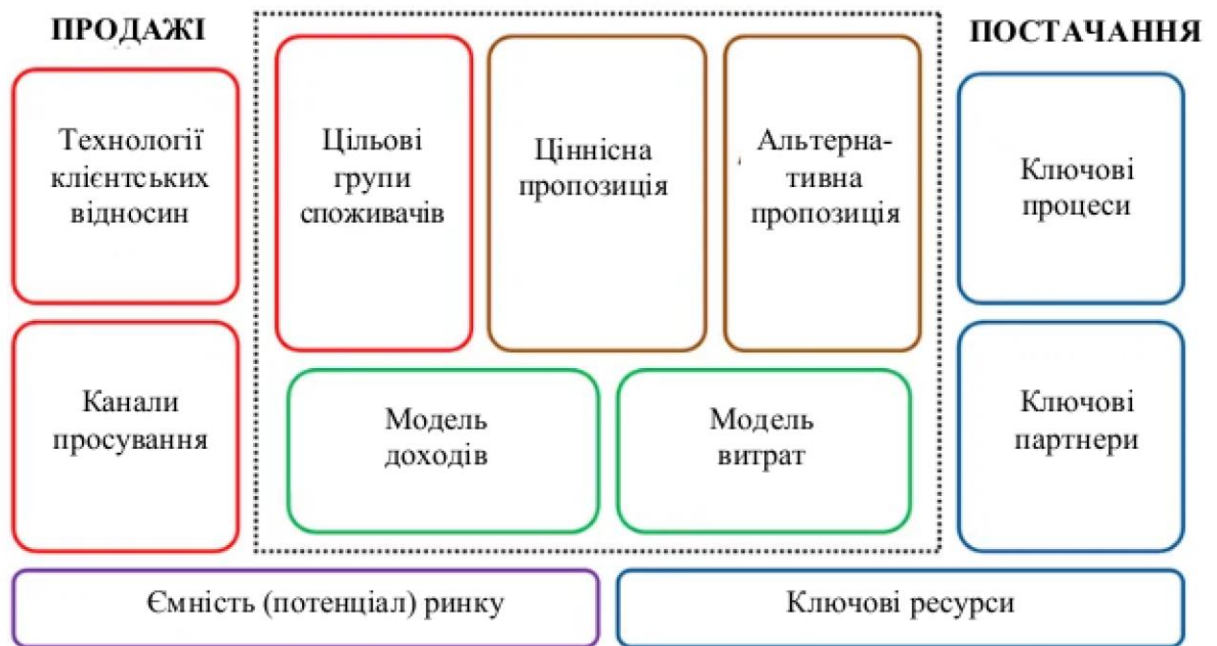 ПРОДАЖІ
ПОСТАЧАННЯ
Технології
клієнтських
відносин
Цільові
групи
споживачів
Ціннісна
пропозиція
Альтерна-
тивна
пропозиція
Ключові
процеси
Канали
просування
Модель
доходів
Модель
витрат
Ключові
партнери
Ємність (потенціал) ринку
Ключові ресурси